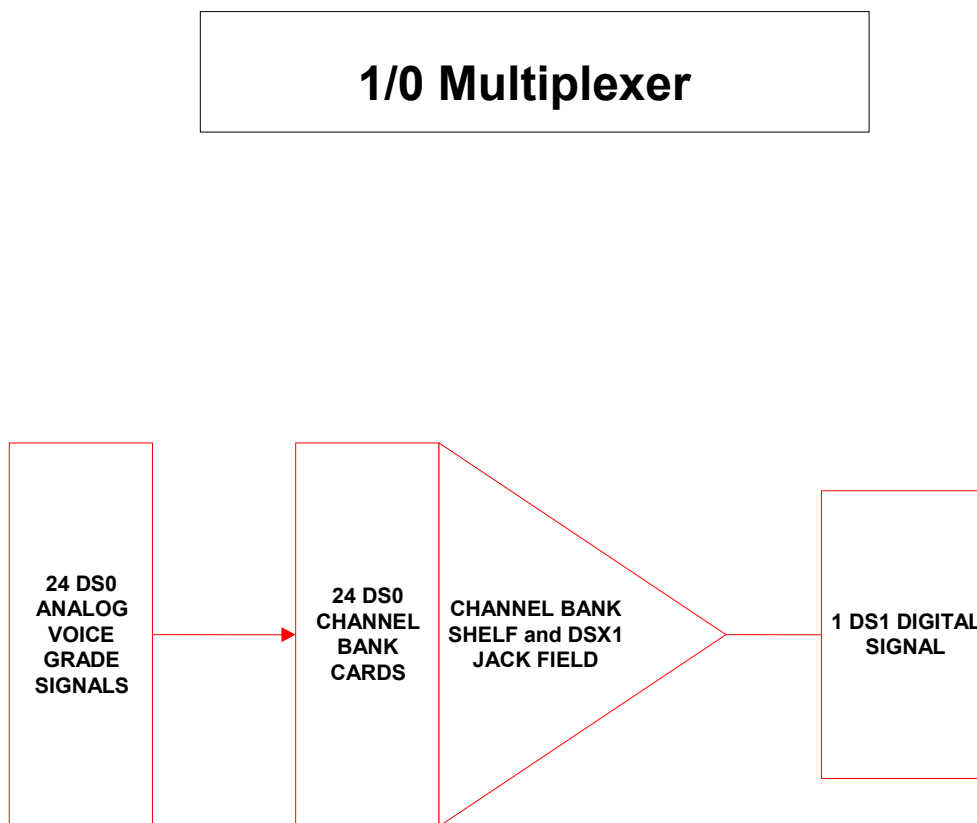 1/0 Multiplexer
24 DS0
ANALOG
VOICE
GRADE
SIGNALS
24 DS0
CHANNEL
BANK
CARDS
CHANNEL BANK
SHELF and DSX1
JACK FIELD
1 DS1 DIGITAL
SIGNAL